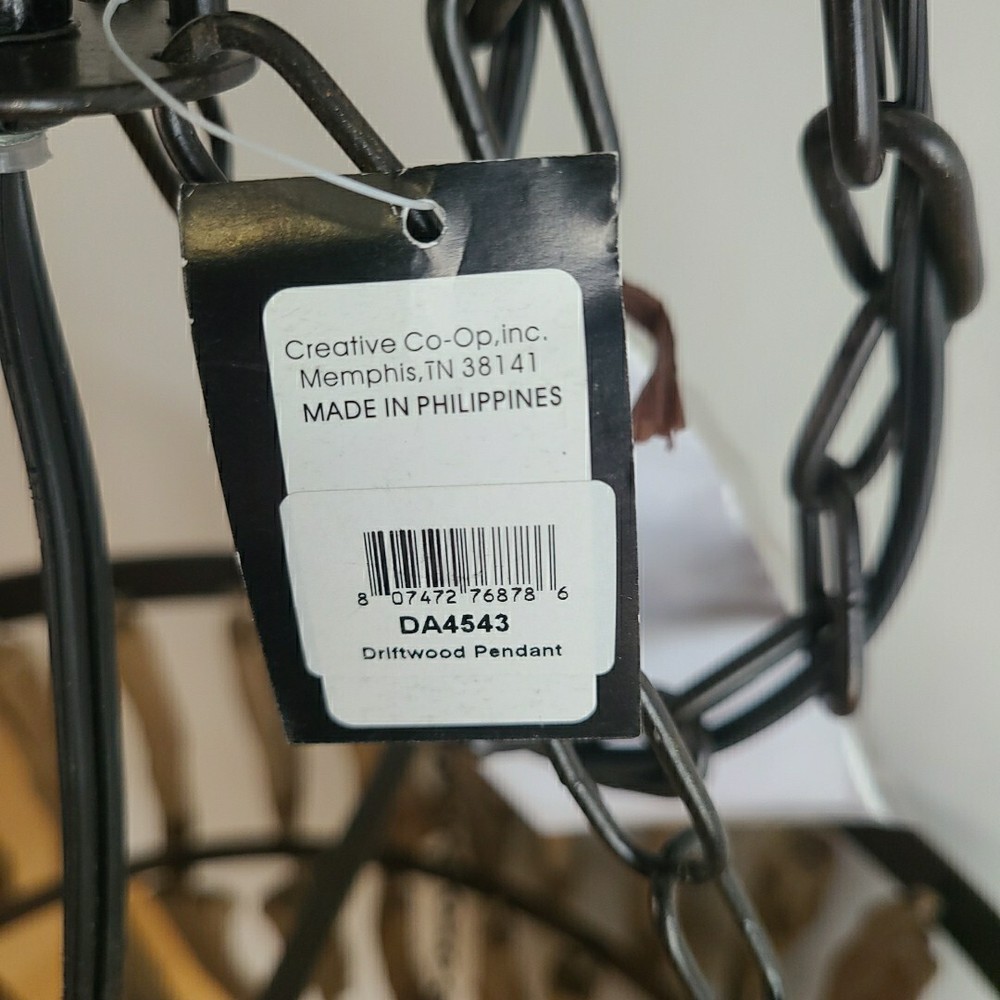 Creative Co-Op,inc.
Memphis,TN 38141
MADE IN PHILIPPINES
8 07472 76878 6
DA4543
Driftwood Pendant